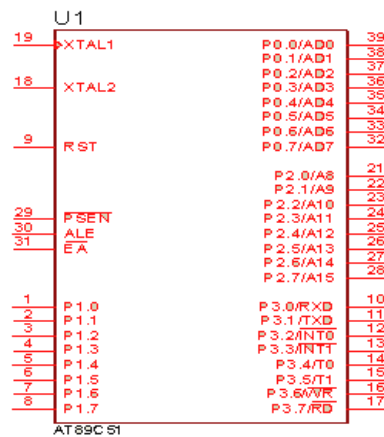 U1
19 XTAL1 P0.0/AD0 39
P0.1/AD1 38
P0.2/AD2 37
18 XTAL2 P0.3/AD3 36
P0.4/AD4 35
P0.5/AD5 34
P0.6/AD6 33
9 RST P0.7/AD7 32
P2.0/A8 21
P2.1/A9 22
P2.2/A10 23
29 PSEN P2.3/A11 24
30 ALE P2.4/A12 25
31 EA P2.5/A13 26
P2.6/A14 27
P2.7/A15 28
1 P1.0 P3.0/RXD 10
2 P1.1 P3.1/TXD 11
3 P1.2 P3.2/INT0 12
4 P1.3 P3.3/INT1 13
5 P1.4 P3.4/T0 14
6 P1.5 P3.5/T1 15
7 P1.6 P3.6/WR 16
8 P1.7 P3.7/RD 17
AT89C51